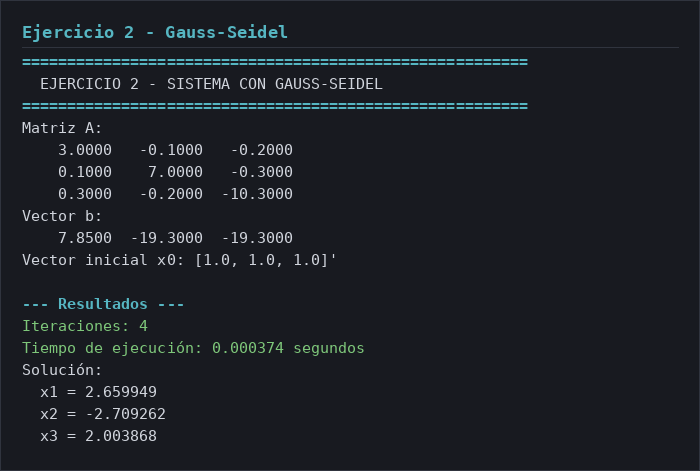 Ejercicio 2 - Gauss-Seidel
========================================================
  EJERCICIO 2 - SISTEMA CON GAUSS-SEIDEL
========================================================
Matriz A:
    3.0000   -0.1000   -0.2000
    0.1000    7.0000   -0.3000
    0.3000   -0.2000  -10.3000
Vector b:
    7.8500  -19.3000  -19.3000
Vector inicial x0: [1.0, 1.0, 1.0]'
--- Resultados ---
Iteraciones: 4
Tiempo de ejecución: 0.000374 segundos
Solución:
  x1 = 2.659949
  x2 = -2.709262
  x3 = 2.003868